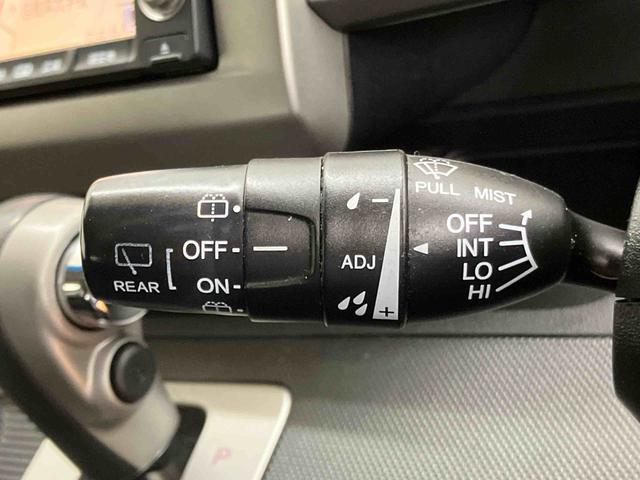 PULL MIST
OFF
INT
LO
HI
ADJ
- 
+
OFF
ON
REAR
P